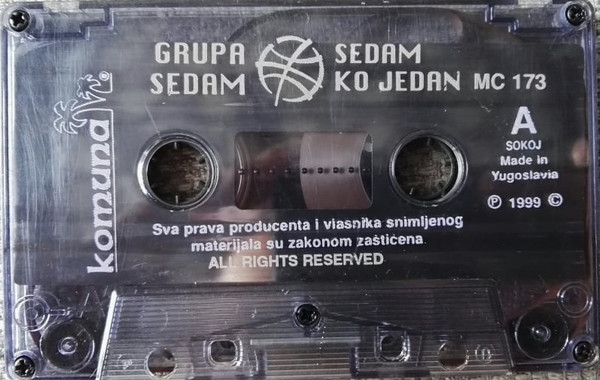 GRUPA SEDAM
SEDAM KO JEDAN MC 173
komuna ®
A
SOKOJ
Made in
Yugoslavia
Ⓟ 1999 ©
Sva prava producenta i vlasnika snimljenog
materijala su zakonom zaštićena
ALL RIGHTS RESERVED